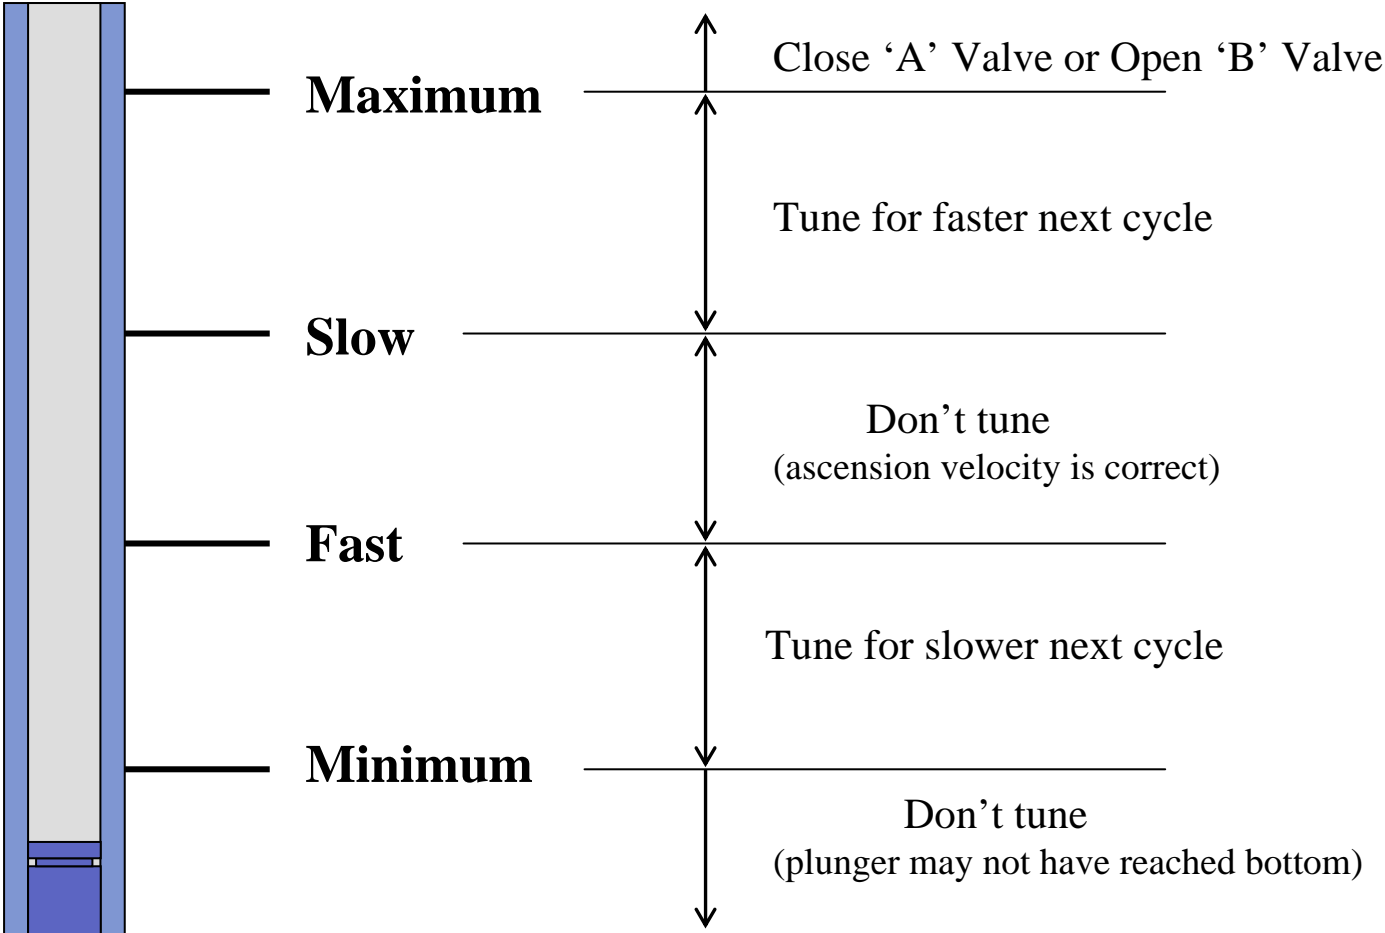 Close ‘A’ Valve or Open ‘B’ Valve
Maximum
Tune for faster next cycle
Slow
Don’t tune
(ascension velocity is correct)
Fast
Tune for slower next cycle
Minimum
Don’t tune
(plunger may not have reached bottom)